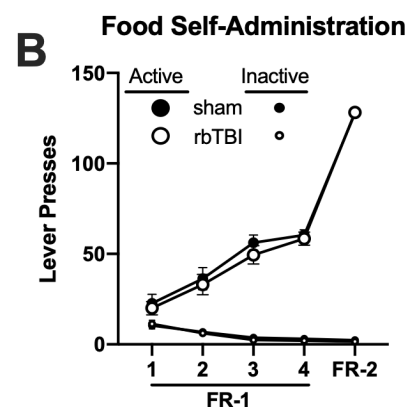 Food Self-Administration
B
Active Inactive
sham
rbTBI
Lever Presses
150
100
50
0
1 2 3 4 FR-2
FR-1